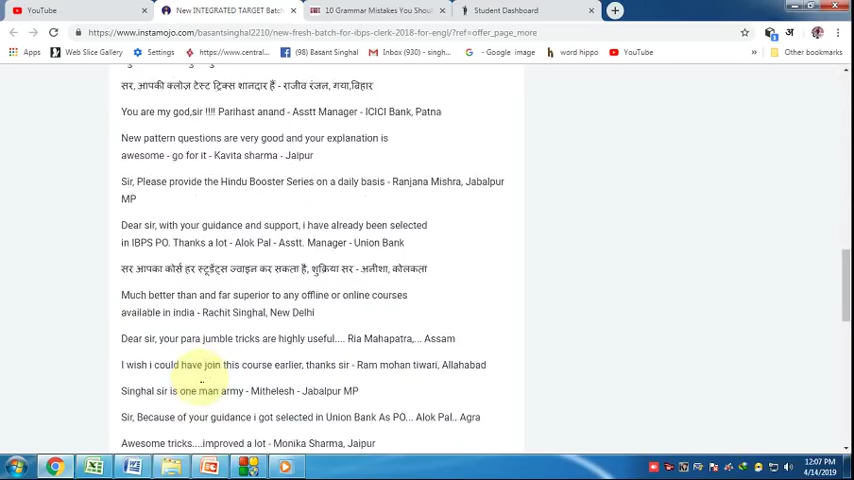 YouTube
New INTEGRATED TARGET Batch
10 Grammar Mistakes You Shou
Student Dashboard
https://www.instamojo.com/basantsinghal2210/new-fresh-batch-for-ibps-clerk-2018-for-engl/?ref=offer_page_more
Apps YouTube Web Slice Gallery Settings https://www.central... (98) Basant Singhal Inbox (930) - singh... - Google image word hippo YouTube
सर, आपकी क्लोज़ टेस्ट ट्रिक्स शानदार हैं - राजीव रंजन, गया,बिहार
You are my god,sir !!!! Parihast anand - Asstt Manager - ICICI Bank, Patna
New pattern questions are very good and your explanation is
awesome - go for it - Kavita sharma - Jaipur
Sir, Please provide the Hindu Booster Series on a daily basis - Ranjana Mishra, Jabalpur
MP
Dear sir, with your guidance and support, i have already been selected
in IBPS PO. Thanks a lot - Alok Pal - Asstt. Manager - Union Bank
सर आपका कोर्स हर स्टूडेंट्स ज्वाइन कर सकता है, शुक्रिया सर - अनीशा, कोलकता
Much better than and far superior to any offline or online courses
available in india - Rachit Singhal, New Delhi
Dear sir, your para jumble tricks are highly useful.... Ria Mahapatra,... Assam
I wish i could have join this course earlier, thanks sir - Ram mohan tiwari, Allahabad
Singhal sir is one man army - Mithelesh - Jabalpur MP
Sir, Because of your guidance i got selected in Union Bank As PO... Alok Pal.. Agra
Awesome tricks....improved a lot - Monika Sharma, Jaipur
12:07 PM
4/14/2019